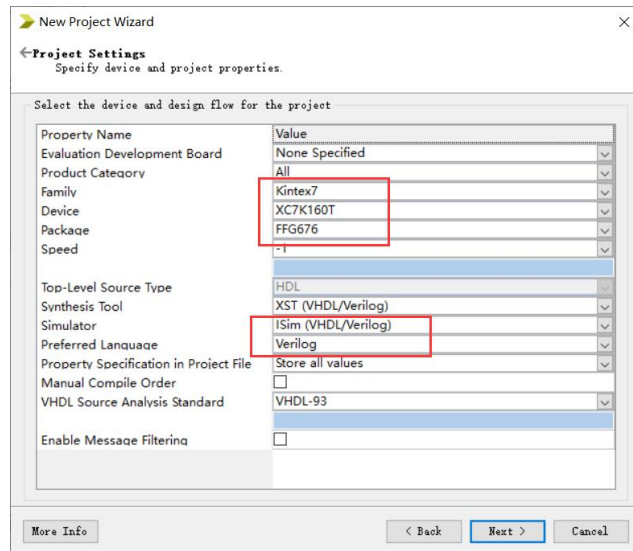 New Project Wizard
Project Settings
Specify device and project properties.
Select the device and design flow for the project
Property Name Value
Evaluation Development Board None Specified
Product Category All
Family Kintex7
Device XC7K160T
Package FFG676
Speed -1
Top-Level Source Type HDL
Synthesis Tool XST (VHDL/Verilog)
Simulator ISim (VHDL/Verilog)
Preferred Language Verilog
Property Specification in Project File Store all values
Manual Compile Order
VHDL Source Analysis Standard VHDL-93
Enable Message Filtering
More Info < Back Next > Cancel